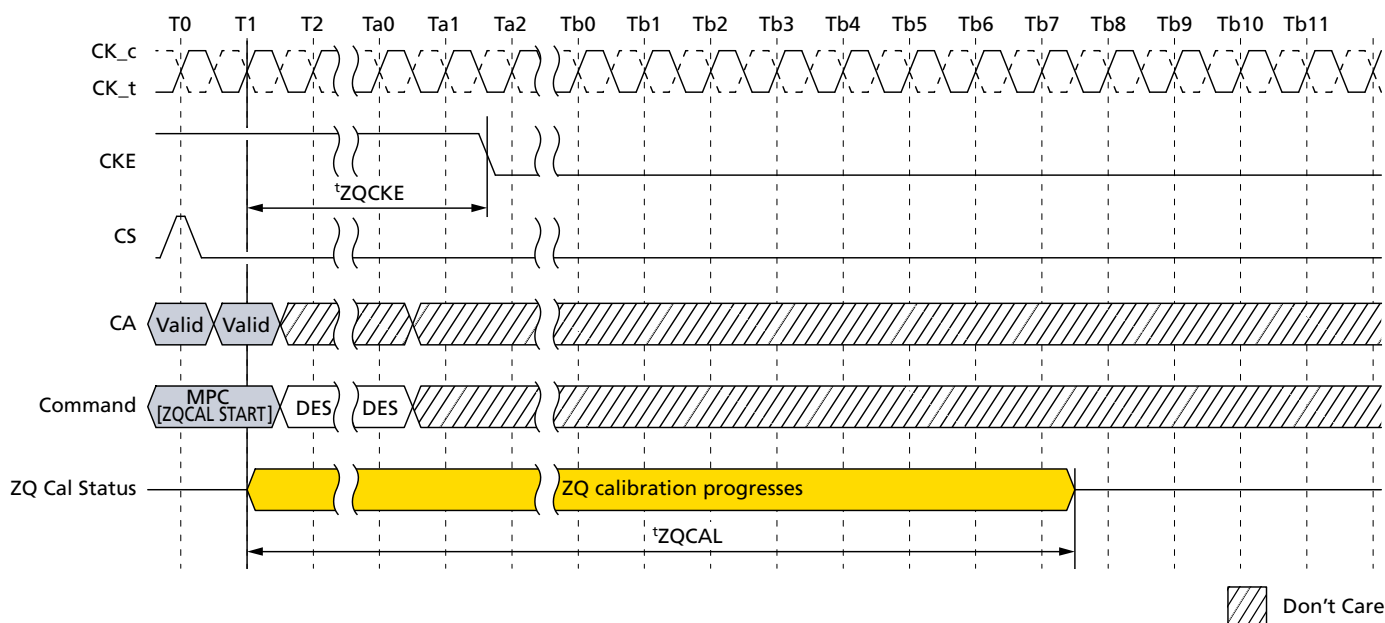 T0 T1 T2 Ta0 Ta1 Ta2 Tb0 Tb1 Tb2 Tb3 Tb4 Tb5 Tb6 Tb7 Tb8 Tb9 Tb10 Tb11
CK_c
CK_t
CKE
tZQCKE
CS
CA Valid Valid
Command MPC [ZQCAL START] DES DES
ZQ Cal Status ZQ calibration progresses
tZQCAL
Don't Care